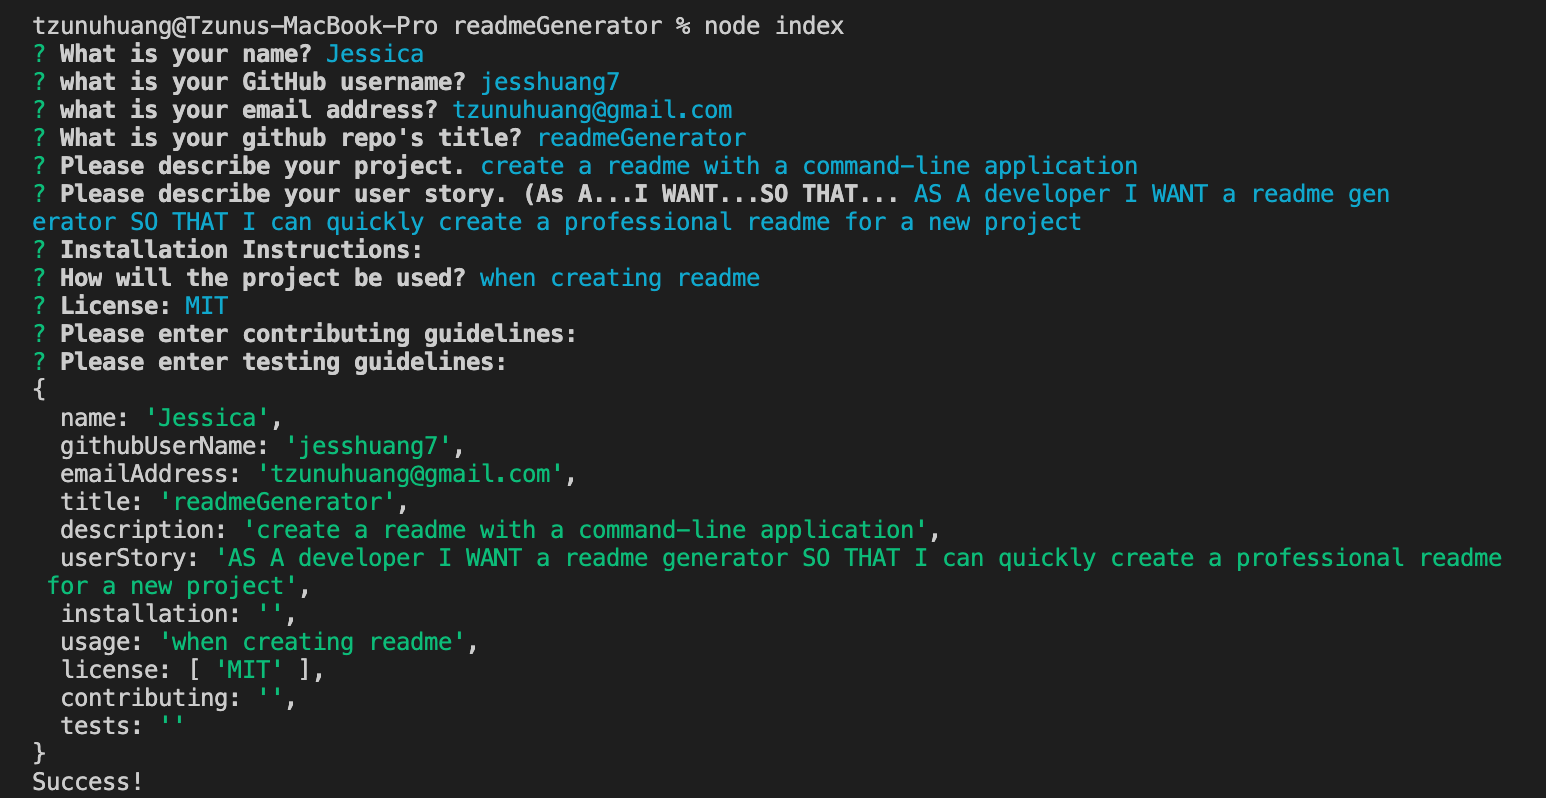 tzunuhuang@Tzunus-MacBook-Pro readmeGenerator % node index
? What is your name? Jessica
? what is your GitHub username? jesshuang7
? what is your email address? tzunuhuang@gmail.com
? What is your github repo's title? readmeGenerator
? Please describe your project. create a readme with a command-line application
? Please describe your user story. (As A...I WANT...SO THAT... AS A developer I WANT a readme gen
erator SO THAT I can quickly create a professional readme for a new project
? Installation Instructions:
? How will the project be used? when creating readme
? License: MIT
? Please enter contributing guidelines:
? Please enter testing guidelines:
{
  name: 'Jessica',
  githubUserName: 'jesshuang7',
  emailAddress: 'tzunuhuang@gmail.com',
  title: 'readmeGenerator',
  description: 'create a readme with a command-line application',
  userStory: 'AS A developer I WANT a readme generator SO THAT I can quickly create a professional readme
 for a new project',
  installation: '',
  usage: 'when creating readme',
  license: [ 'MIT' ],
  contributing: '',
  tests: ''
}
Success!